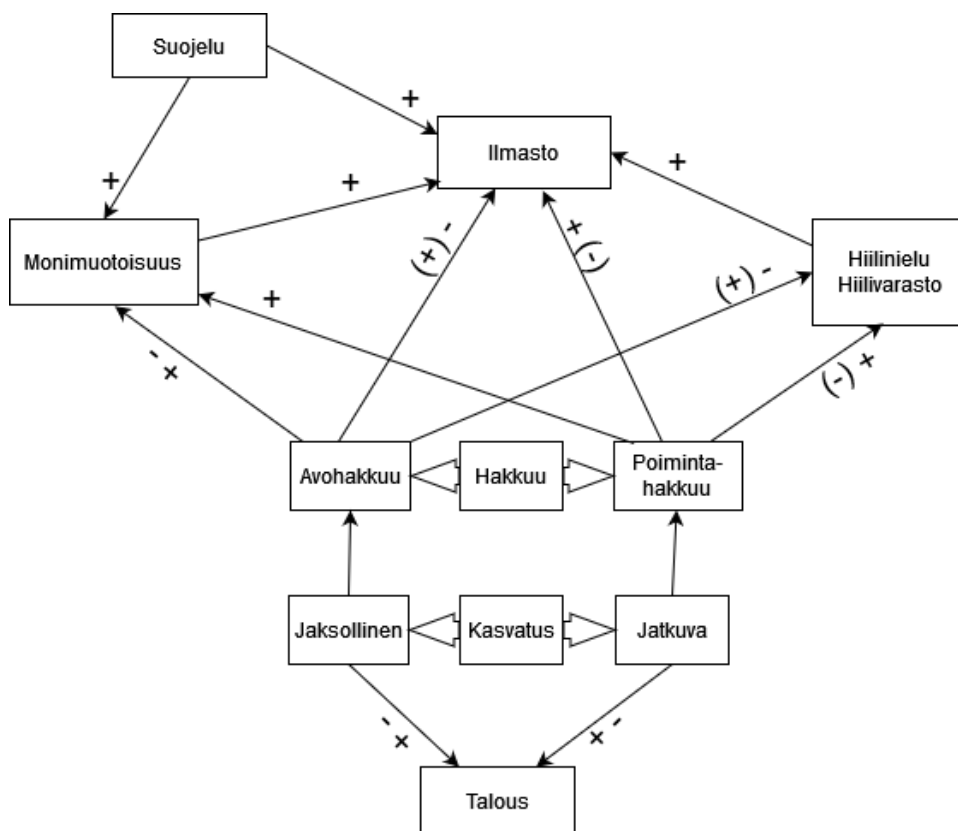 Suojelu
+
+
Ilmasto
+
+
+
Monimuotoisuus
(+) -
+ (-)
(+) -
Hiilinielu
Hiilivarasto
+
- +
(-) +
Avohakkuu
Hakkuu
Poiminta-
hakkuu
Jaksollinen
Kasvatus
Jatkuva
- +
+ -
Talous